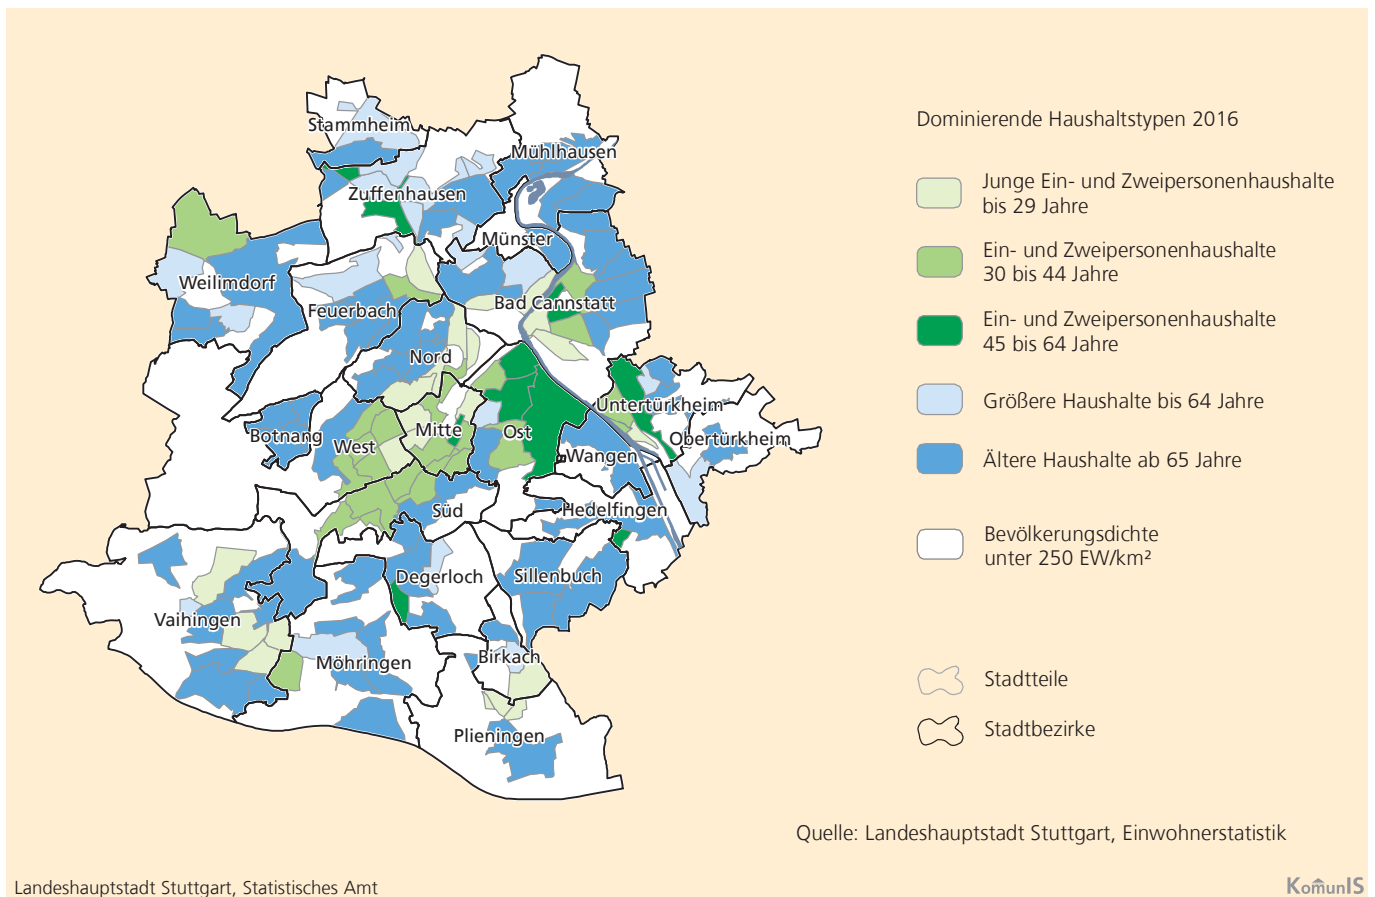 Stammheim
Mühlhausen
Zuffenhausen
Münster
Weilimdorf
Feuerbach
Bad Cannstatt
Nord
Untertürkheim
Botnang
West
Mitte
Ost
Obertürkheim
Wangen
Süd
Hedelfingen
Degerloch
Sillenbuch
Vaihingen
Möhringen
Birkach
Plieningen
Dominierende Haushaltstypen 2016
Junge Ein- und Zweipersonenhaushalte
bis 29 Jahre
Ein- und Zweipersonenhaushalte
30 bis 44 Jahre
Ein- und Zweipersonenhaushalte
45 bis 64 Jahre
Größere Haushalte bis 64 Jahre
Ältere Haushalte ab 65 Jahre
Bevölkerungsdichte
unter 250 EW/km²
Stadtteile
Stadtbezirke
Quelle: Landeshauptstadt Stuttgart, Einwohnerstatistik
Landeshauptstadt Stuttgart, Statistisches Amt
KomunIS